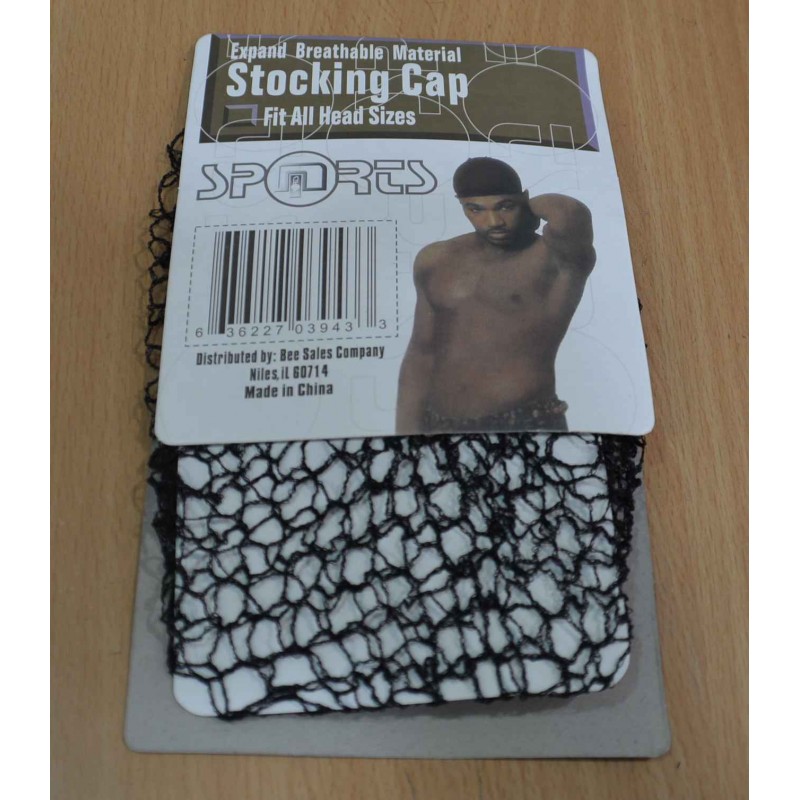 Expand Breathable Material
Stocking Cap
Fit All Head Sizes
SPORTS
6 36227 03943 3
Distributed by: Bee Sales Company
Niles, iL 60714
Made in China